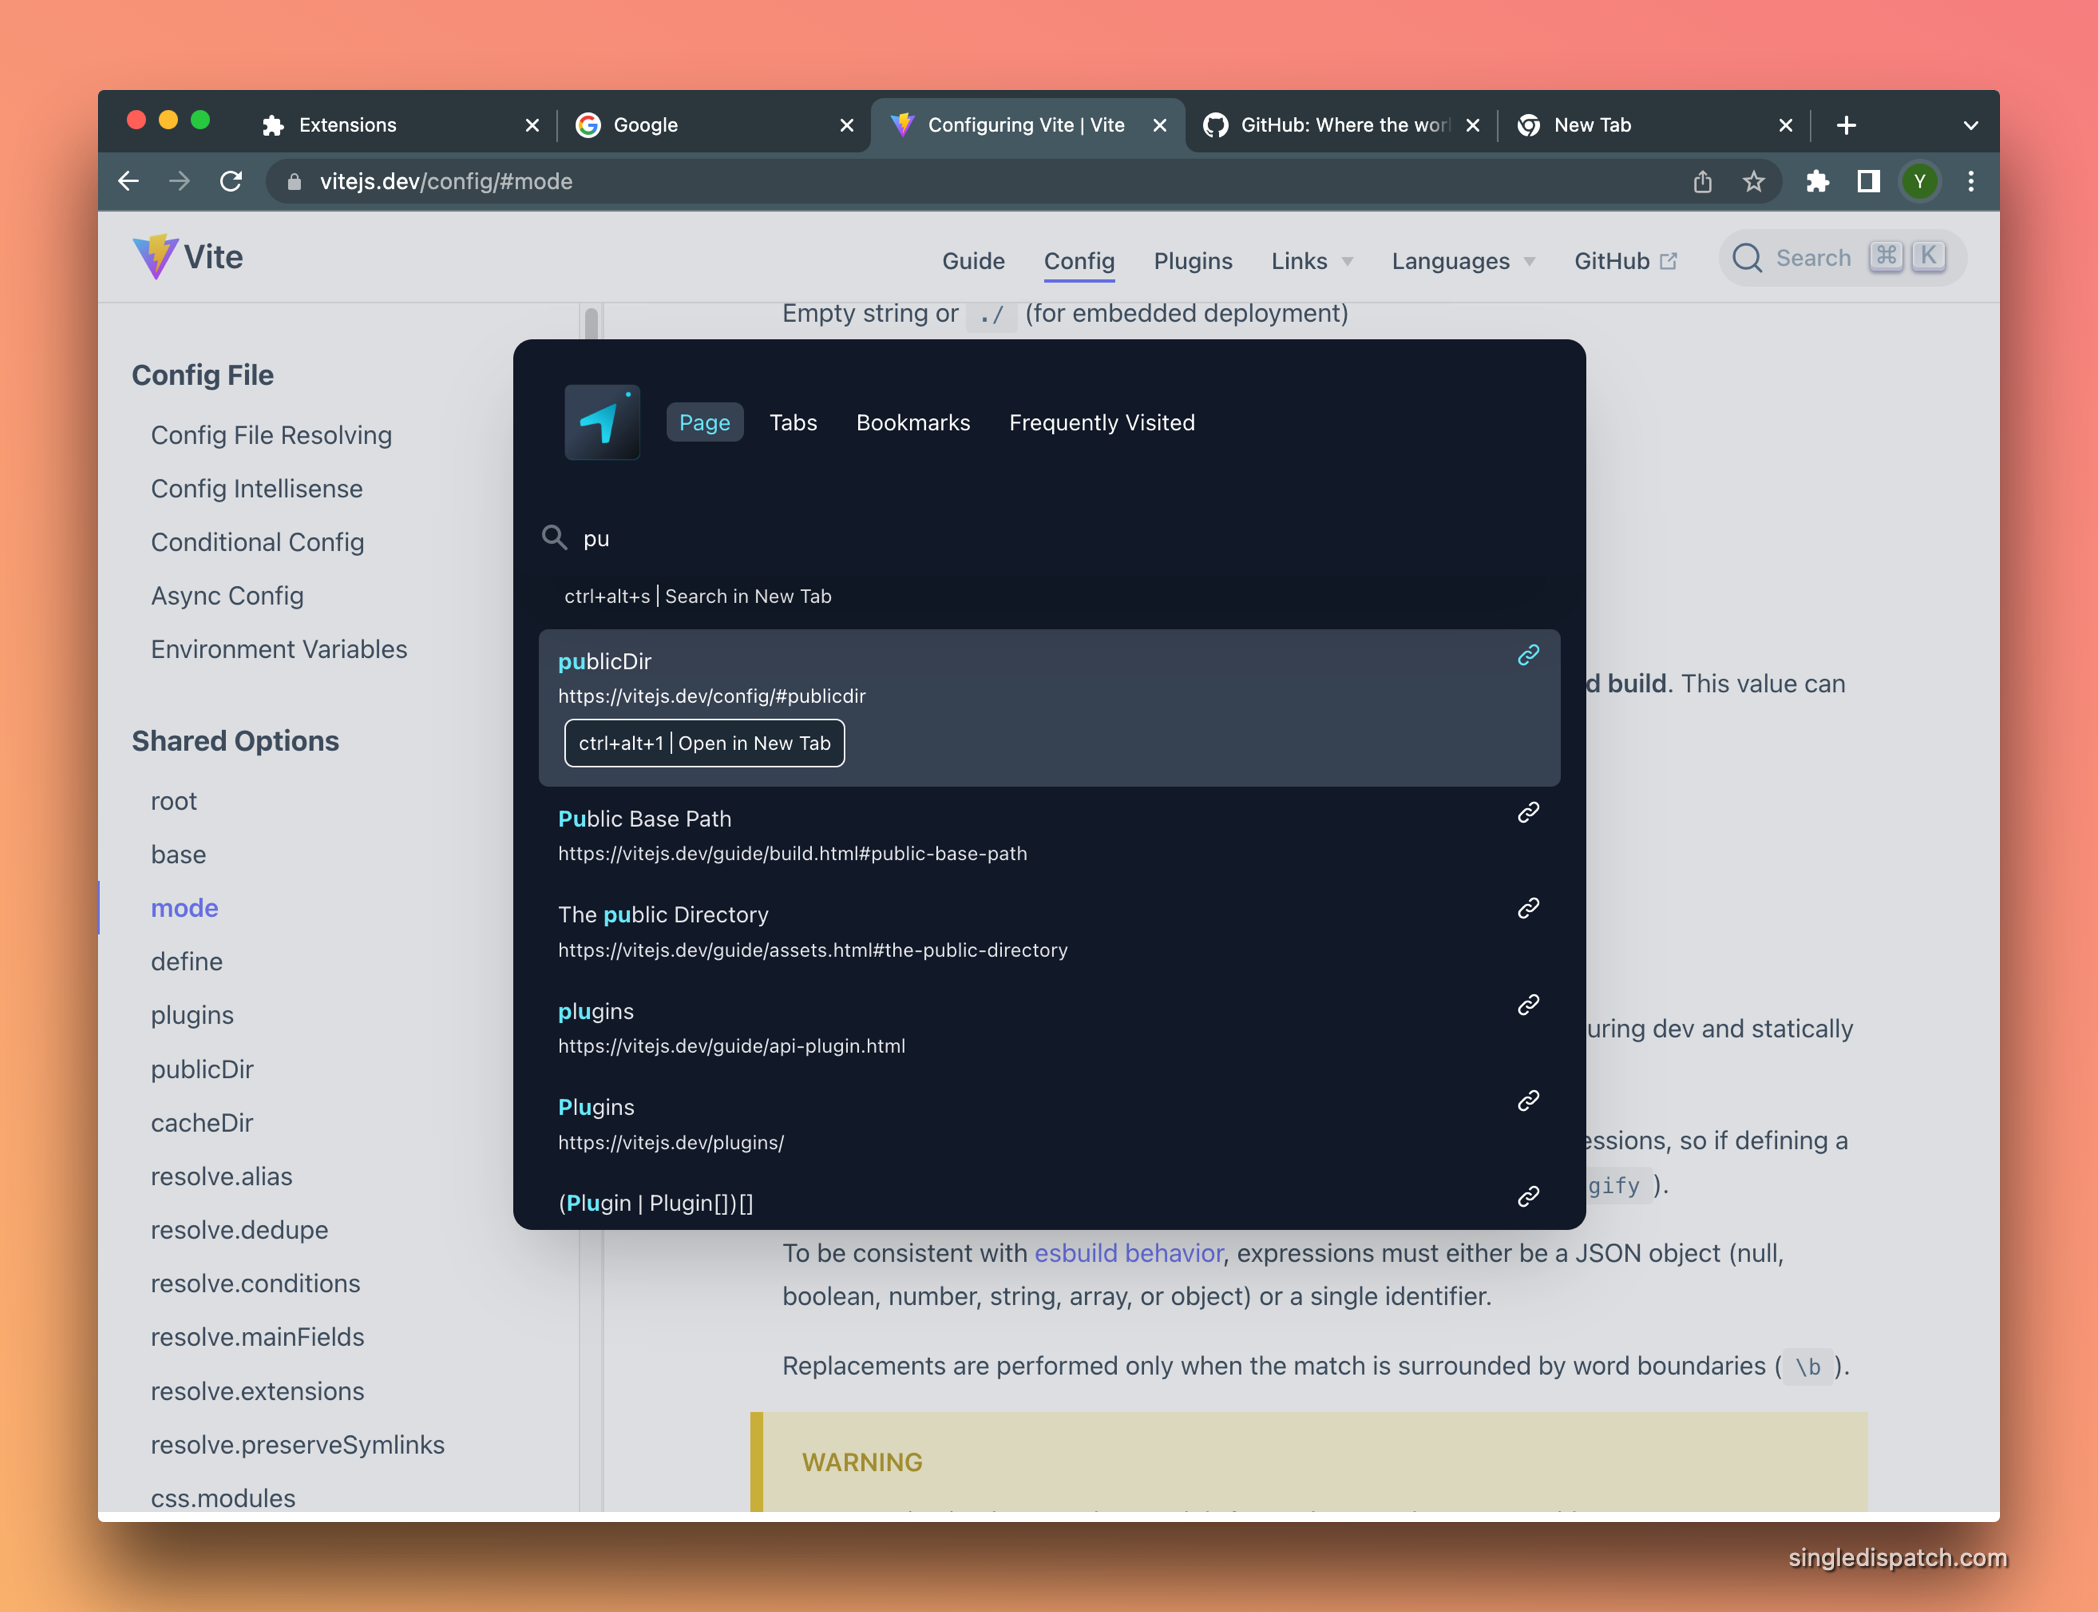 Extensions
Google
Configuring Vite | Vite
GitHub: Where the worl
New Tab
vitejs.dev/config/#mode
Y
Vite
Guide
Config
Plugins
Links
Languages
GitHub
Search ⌘ K
Config File
Config File Resolving
Config Intellisense
Conditional Config
Async Config
Environment Variables
Shared Options
root
base
mode
define
plugins
publicDir
cacheDir
resolve.alias
resolve.dedupe
resolve.conditions
resolve.mainFields
resolve.extensions
resolve.preserveSymlinks
css.modules
Empty string or ./ (for embedded deployment)
Page
Tabs
Bookmarks
Frequently Visited
pu
ctrl+alt+s | Search in New Tab
publicDir
https://vitejs.dev/config/#publicdir
ctrl+alt+1 | Open in New Tab
Public Base Path
https://vitejs.dev/guide/build.html#public-base-path
The public Directory
https://vitejs.dev/guide/assets.html#the-public-directory
plugins
https://vitejs.dev/guide/api-plugin.html
Plugins
https://vitejs.dev/plugins/
(Plugin | Plugin[])[]
d build. This value can
uring dev and statically
essions, so if defining a
gify ).
To be consistent with esbuild behavior, expressions must either be a JSON object (null,
boolean, number, string, array, or object) or a single identifier.
Replacements are performed only when the match is surrounded by word boundaries ( \b ).
WARNING
singledispatch.com